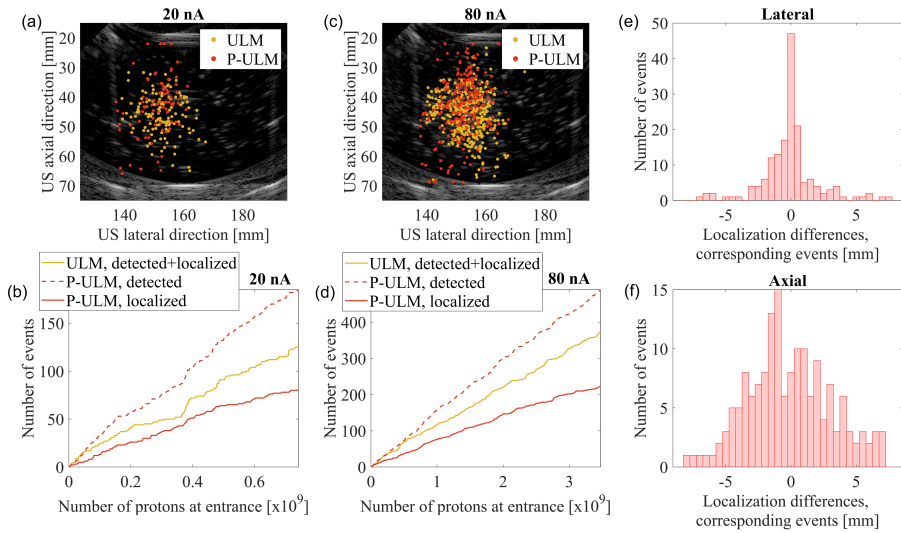 (a)
20 nA
ULM
P-ULM
US axial direction [mm]
20
30
40
50
60
70
140
160
180
US lateral direction [mm]
(c)
80 nA
ULM
P-ULM
US axial direction [mm]
20
30
40
50
60
70
140
160
180
US lateral direction [mm]
(e)
Lateral
Number of events
50
40
30
20
10
0
-5
0
5
Localization differences,
corresponding events [mm]
(b)
ULM, detected+localized
P-ULM, detected
P-ULM, localized
20 nA
Number of events
150
100
50
0
0
0.2
0.4
0.6
Number of protons at entrance [x10^9]
(d)
ULM, detected+localized
P-ULM, detected
P-ULM, localized
80 nA
Number of events
400
300
200
100
0
0
1
2
3
Number of protons at entrance [x10^9]
(f)
Axial
Number of events
15
10
5
0
-5
0
5
Localization differences,
corresponding events [mm]